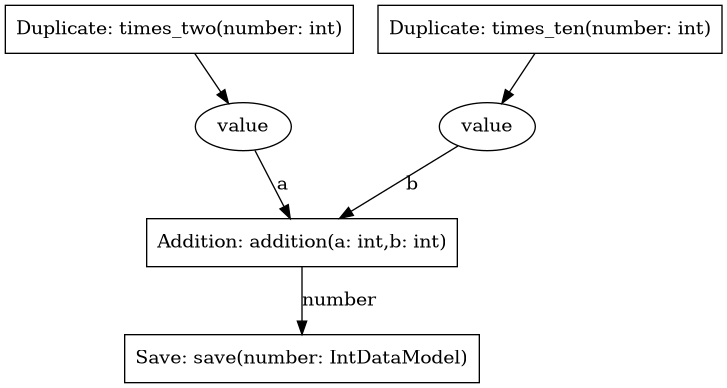 Duplicate: times_two(number: int)
Duplicate: times_ten(number: int)
value
value
a
b
Addition: addition(a: int,b: int)
number
Save: save(number: IntDataModel)